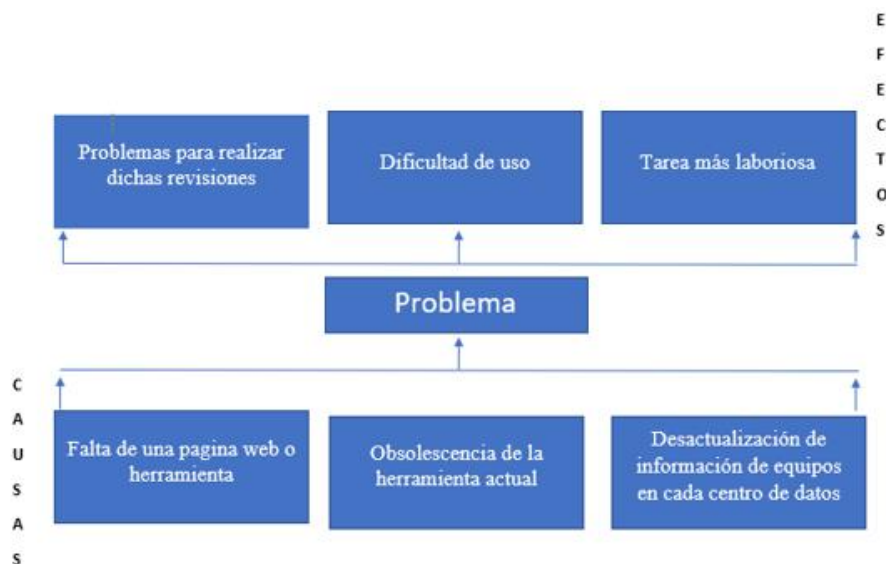 E
F
E
C
T
O
S
Problemas para realizar
dichas revisiones
Dificultad de uso
Tarea más laboriosa
Problema
C
A
U
S
A
S
Falta de una pagina web o
herramienta
Obsolescencia de la
herramienta actual
Desactualización de
información de equipos
en cada centro de datos